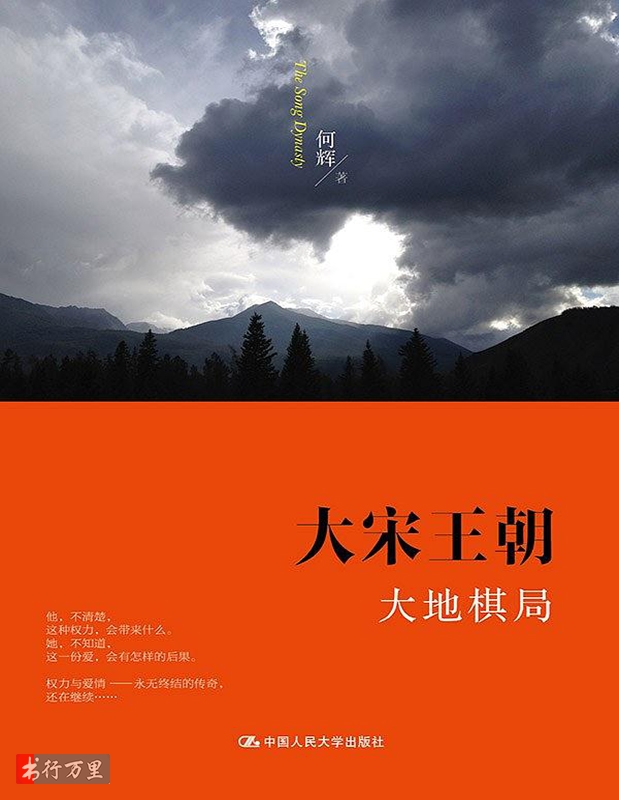 The Song Dynasty
何辉
著
大宋王朝
大地棋局
他，不清楚，
这种权力，会带来什么。
她，不知道，
这一份爱，会有怎样的后果。
权力与爱情——永无终结的传奇，
还在继续……
中国人民大学出版社
书行万里